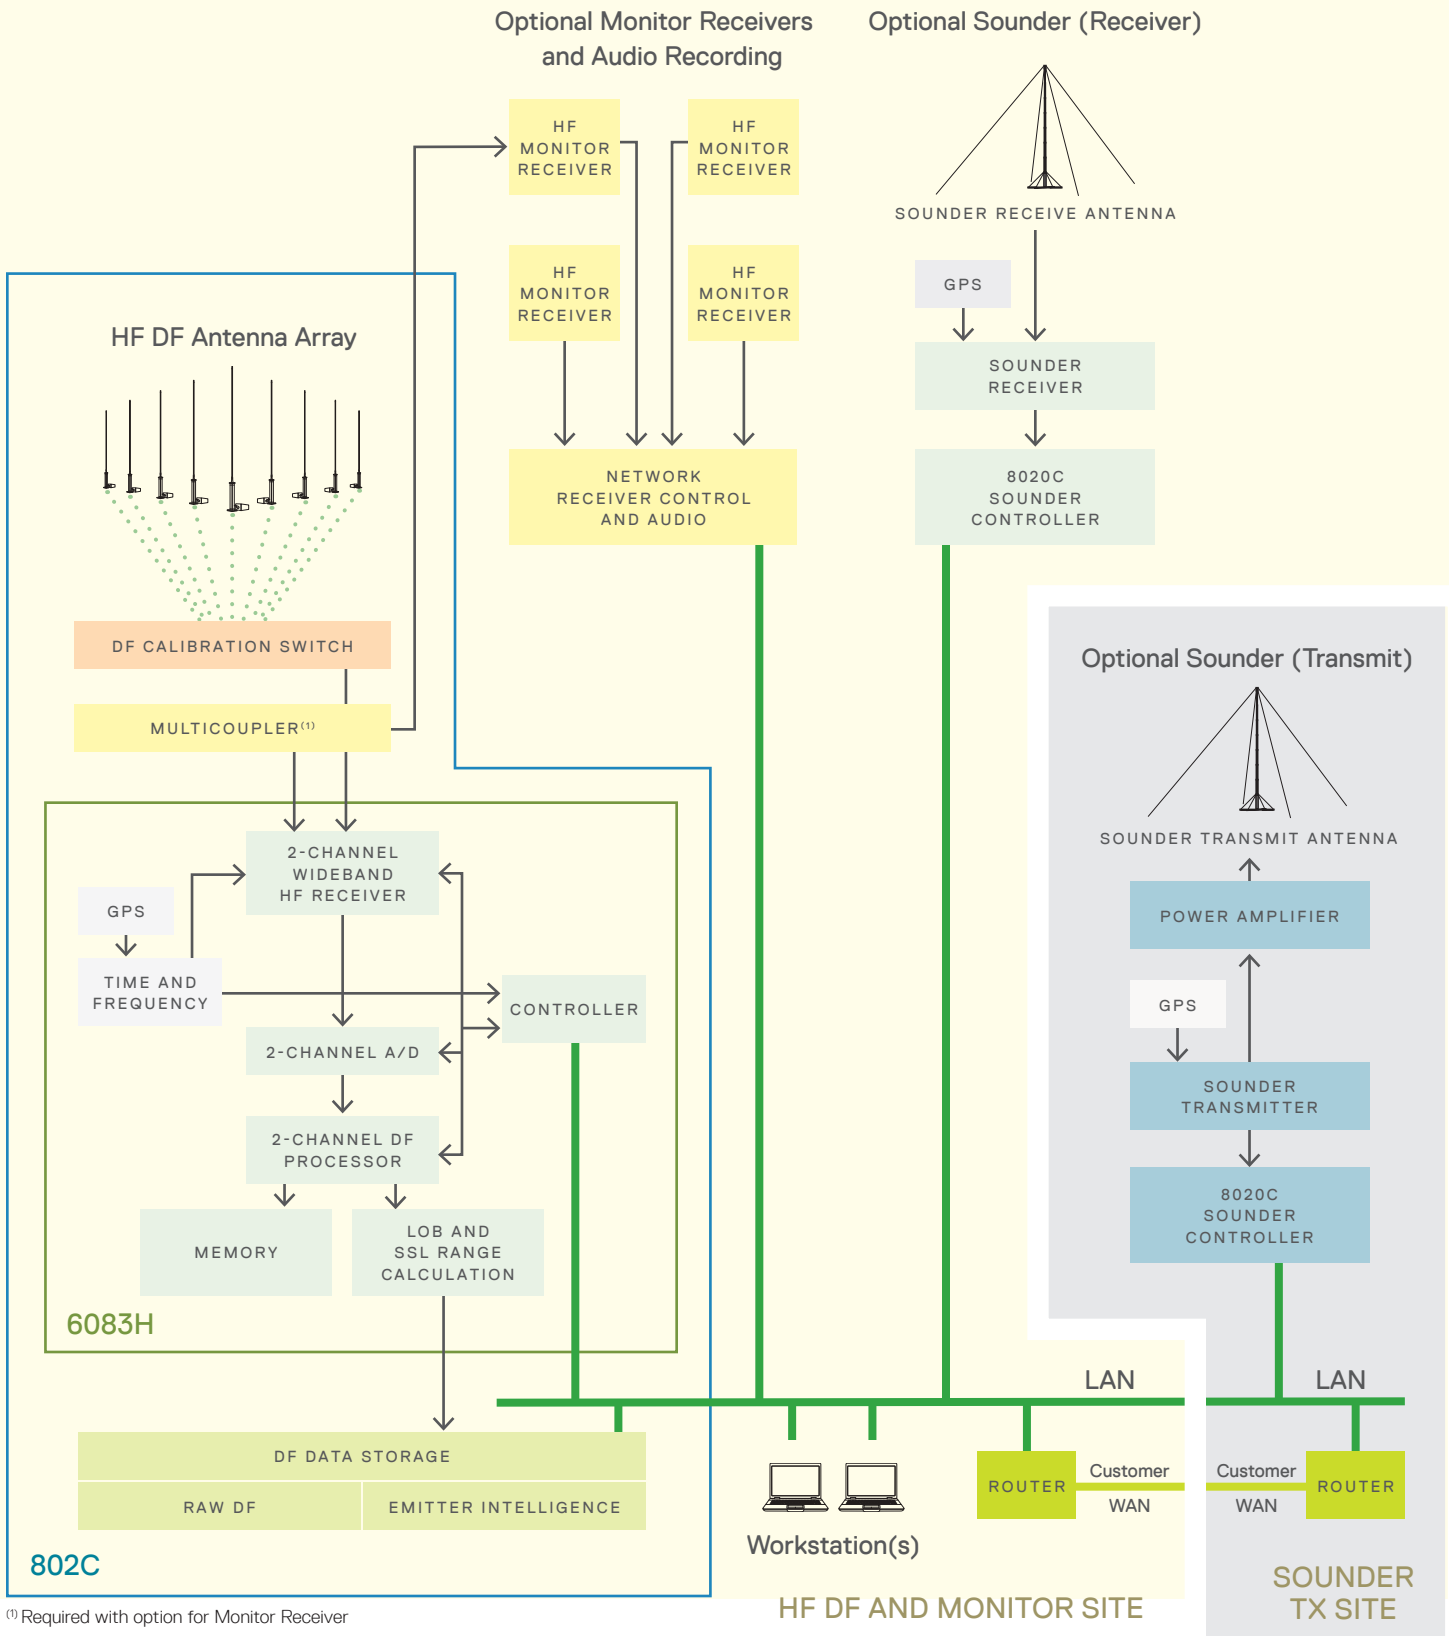 Optional Monitor Receivers
and Audio Recording
Optional Sounder (Receiver)
HF
MONITOR
RECEIVER
HF
MONITOR
RECEIVER
SOUNDER RECEIVE ANTENNA
HF
MONITOR
RECEIVER
HF
MONITOR
RECEIVER
GPS
HF DF Antenna Array
SOUNDER
RECEIVER
NETWORK
RECEIVER CONTROL
AND AUDIO
8020C
SOUNDER
CONTROLLER
DF CALIBRATION SWITCH
MULTICOUPLER(1)
Optional Sounder (Transmit)
SOUNDER TRANSMIT ANTENNA
2-CHANNEL
WIDEBAND
HF RECEIVER
GPS
POWER AMPLIFIER
TIME AND
FREQUENCY
CONTROLLER
GPS
2-CHANNEL A/D
SOUNDER
TRANSMITTER
2-CHANNEL DF
PROCESSOR
8020C
SOUNDER
CONTROLLER
MEMORY
LOB AND
SSL RANGE
CALCULATION
6083H
LAN
LAN
DF DATA STORAGE
RAW DF
EMITTER INTELLIGENCE
ROUTER
Customer
WAN
Customer
WAN
ROUTER
Workstation(s)
802C
HF DF AND MONITOR SITE
SOUNDER
TX SITE
(1) Required with option for Monitor Receiver